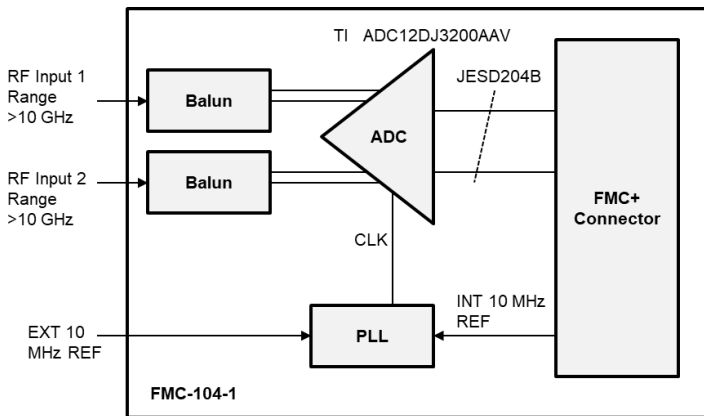 TI ADC12DJ3200AAV
RF Input 1
Range
>10 GHz
Balun
JESD204B
ADC
RF Input 2
Range
>10 GHz
Balun
FMC+
Connector
CLK
EXT 10
MHz REF
PLL
INT 10 MHz
REF
FMC-104-1